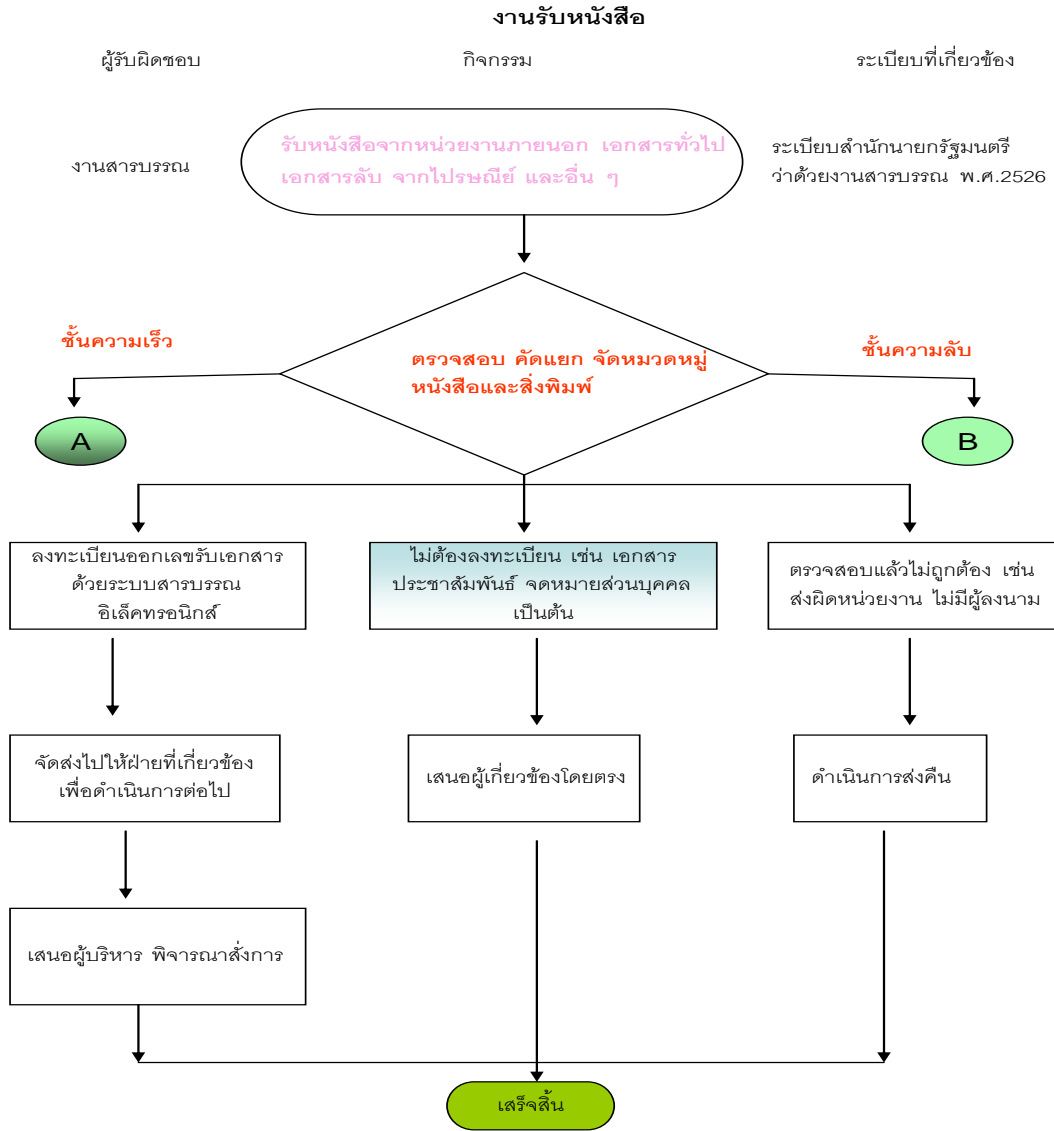 งานรับหนังสือ
ผู้รับผิดชอบ กิจกรรม ระเบียบที่เกี่ยวข้อง
งานสารบรรณ
รับหนังสือจากหน่วยงานภายนอก เอกสารทั่วไป
เอกสารลับ จากไปรษณีย์ และอื่น ๆ
ระเบียบสำนักนายกรัฐมนตรี
ว่าด้วยงานสารบรรณ พ.ศ.2526
ชั้นความเร็ว
ตรวจสอบ คัดแยก จัดหมวดหมู่
หนังสือและสิ่งพิมพ์
ชั้นความลับ
A
B
ลงทะเบียนออกเลขรับเอกสาร
ด้วยระบบสารบรรณ
อิเล็คทรอนิกส์
ไม่ต้องลงทะเบียน เช่น เอกสาร
ประชาสัมพันธ์ จดหมายส่วนบุคคล
เป็นต้น
ตรวจสอบแล้วไม่ถูกต้อง เช่น
ส่งผิดหน่วยงาน ไม่มีผู้ลงนาม
จัดส่งไปให้ฝ่ายที่เกี่ยวข้อง
เพื่อดำเนินการต่อไป
เสนอผู้เกี่ยวข้องโดยตรง
ดำเนินการส่งคืน
เสนอผู้บริหาร พิจารณาสั่งการ
เสร็จสิ้น